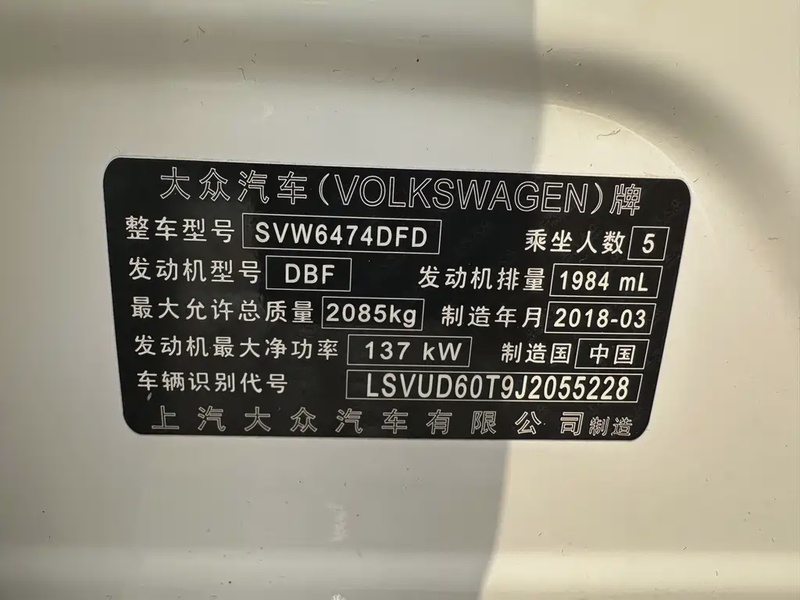 大众汽车(VOLKSWAGEN)牌
整车型号 SVW6474DFD 乘坐人数 5
发动机型号 DBF 发动机排量 1984 mL
最大允许总质量 2085kg 制造年月 2018-03
发动机最大净功率 137 kW 制造国 中国
车辆识别代号 LSVUD60T9J2055228
上汽大众汽车有限公司制造